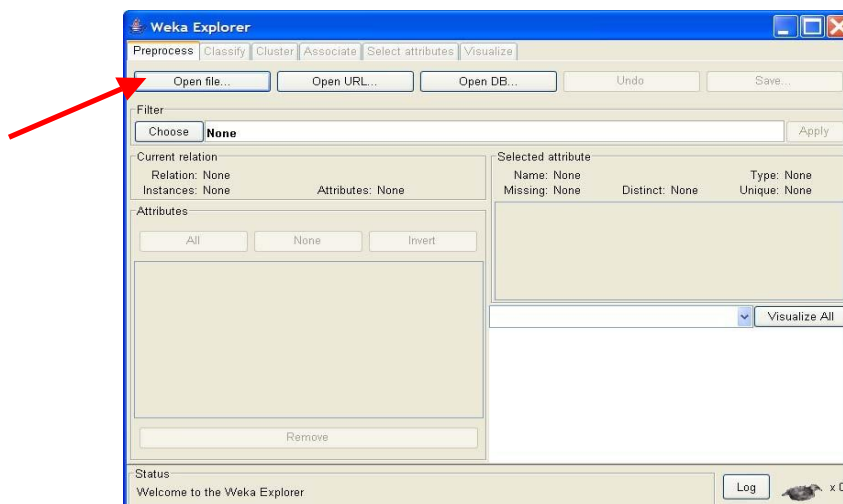 Weka Explorer
Preprocess Classify Cluster Associate Select attributes Visualize
Open file... Open URL... Open DB... Undo Save...
Filter
Choose None Apply
Current relation
Relation: None
Instances: None Attributes: None
Selected attribute
Name: None Type: None
Missing: None Distinct: None Unique: None
Attributes
All None Invert
Visualize All
Remove
Status
Welcome to the Weka Explorer
Log x 0